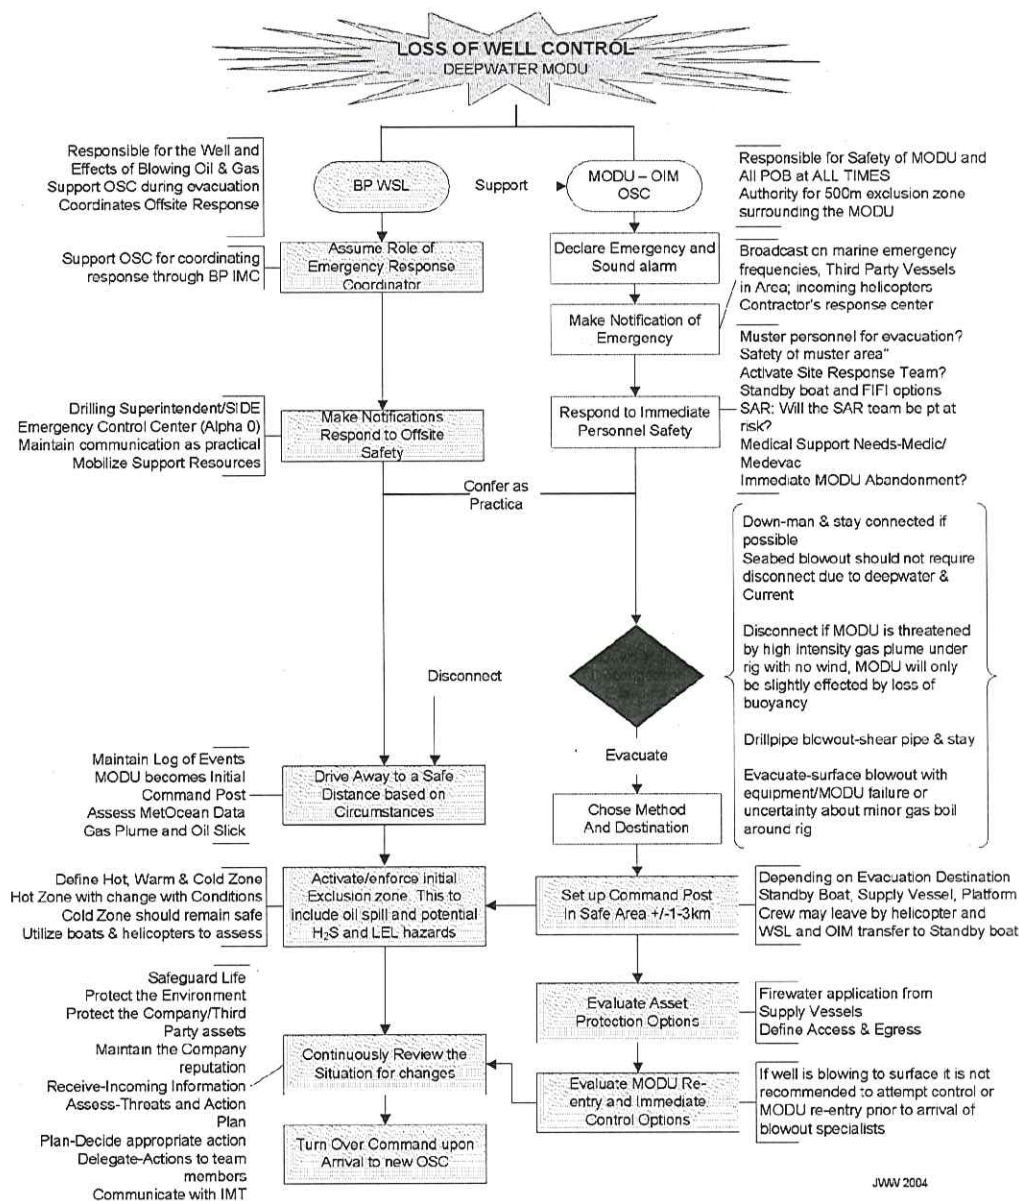 LOSS OF WELL CONTROL
DEEPWATER MODU
Responsible for the Well and
Effects of Blowing Oil & Gas
Support OSC during evacuation
Coordinates Offsite Response
BP WSL
Support
MODU – OIM
OSC
Responsible for Safety of MODU and
All POB at ALL TIMES
Authority for 500m exclusion zone
surrounding the MODU
Support OSC for coordinating
response through BP IMC
Assume Role of
Emergency Response
Coordinator
Declare Emergency and
Sound alarm
Broadcast on marine emergency
frequencies, Third Party Vessels
in Area; incoming helicopters
Contractor's response center
Make Notification of
Emergency
Muster personnel for evacuation?
Safety of muster area"
Activate Site Response Team?
Standby boat and FIFI options
SAR: Will the SAR team be pt at
risk?
Medical Support Needs-Medic/
Medevac
Immediate MODU Abandonment?
Drilling Superintendent/SIDE
Emergency Control Center (Alpha 0)
Maintain communication as practical
Mobilize Support Resources
Make Notifications
Respond to Offsite
Safety
Respond to Immediate
Personnel Safety
Confer as
Practica
Down-man & stay connected if
possible
Seabed blowout should not require
disconnect due to deepwater &
Current
Disconnect if MODU is threatened
by high intensity gas plume under
rig with no wind, MODU will only
be slightly effected by loss of
buoyancy
Drillpipe blowout-shear pipe & stay
Evacuate-surface blowout with
equipment/MODU failure or
uncertainty about minor gas boil
around rig
Disconnect
Evacuate
Maintain Log of Events
MODU becomes Initial
Command Post
Assess MetOcean Data
Gas Plume and Oil Slick
Drive Away to a Safe
Distance based on
Circumstances
Chose Method
And Destination
Define Hot, Warm & Cold Zone
Hot Zone with change with Conditions
Cold Zone should remain safe
Utilize boats & helicopters to assess
Activate/enforce initial
Exclusion zone. This to
include oil spill and potential
H₂S and LEL hazards
Set up Command Post
In Safe Area +/-1-3km
Depending on Evacuation Destination
Standby Boat, Supply Vessel, Platform
Crew may leave by helicopter and
WSL and OIM transfer to Standby boat
Safeguard Life
Protect the Environment
Protect the Company/Third
Party assets
Maintain the Company
reputation
Receive-Incoming Information
Assess-Threats and Action
Plan
Plan-Decide appropriate action
Delegate-Actions to team
members
Communicate with IMT
Continuously Review the
Situation for changes
Turn Over Command upon
Arrival to new OSC
Evaluate Asset
Protection Options
Firewater application from
Supply Vessels
Define Access & Egress
Evaluate MODU Re-
entry and Immediate
Control Options
If well is blowing to surface it is not
recommended to attempt control or
MODU re-entry prior to arrival of
blowout specialists
JWW 2004